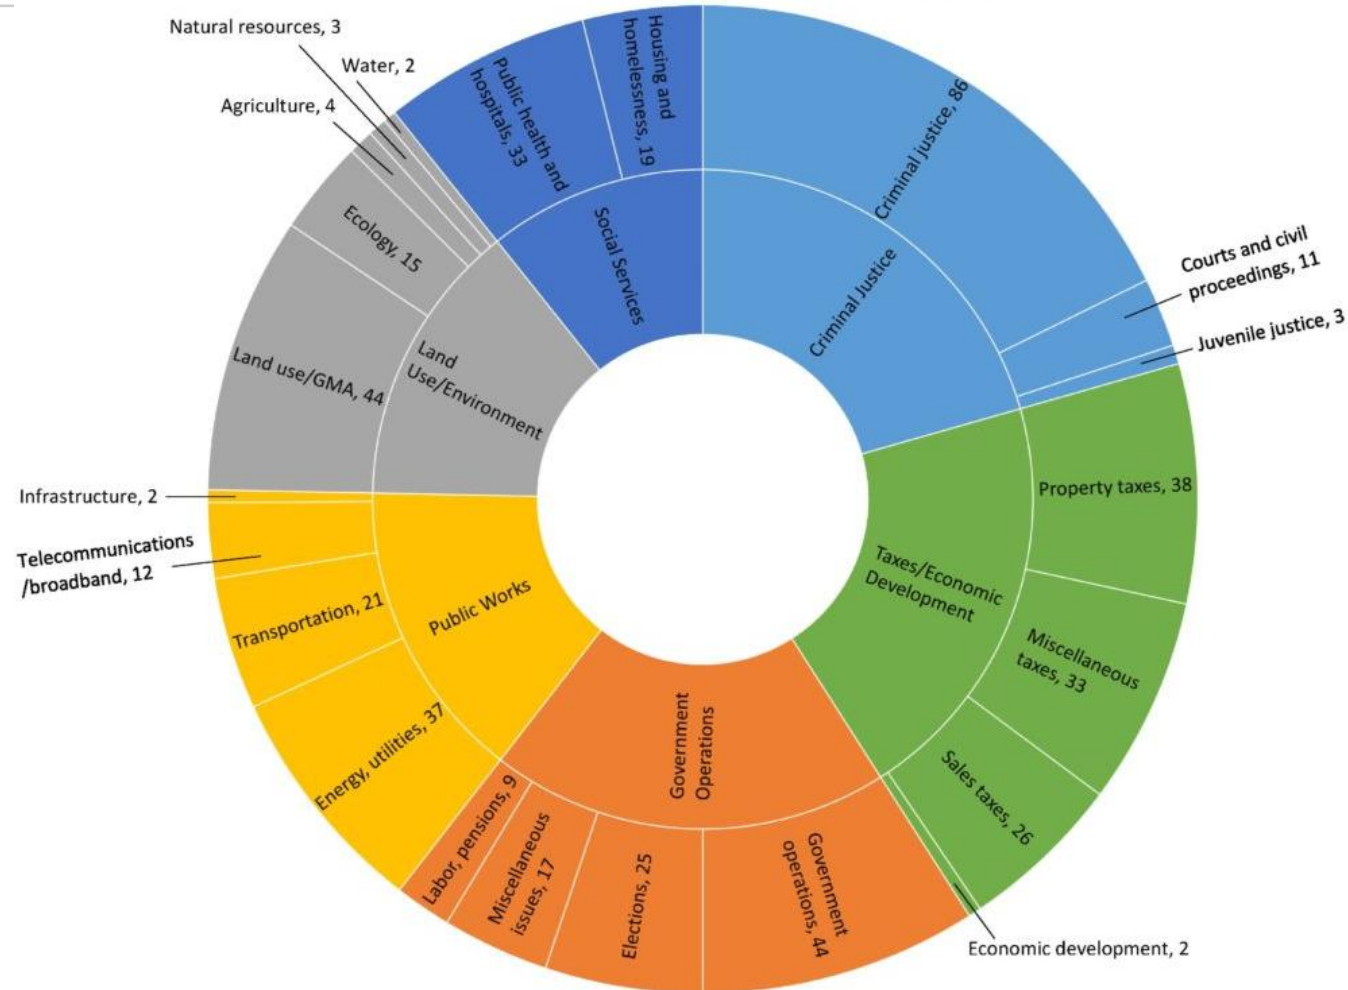 Natural resources, 3
Water, 2
Agriculture, 4
Public health and
hospitals, 33
Housing and
homelessness, 19
Criminal justice, 86
Courts and civil
proceedings, 11
Juvenile justice, 3
Ecology, 15
Social Services
Criminal Justice
Land use/GMA, 44
Land
Use/Environment
Property taxes, 38
Infrastructure, 2
Telecommunications
/broadband, 12
Transportation, 21
Public Works
Taxes/Economic
Development
Miscellaneous
taxes, 33
Energy, utilities, 37
Government
Operations
Sales taxes, 26
Labor, pensions, 9
Miscellaneous
issues, 17
Elections, 25
Government
operations, 44
Economic development, 2